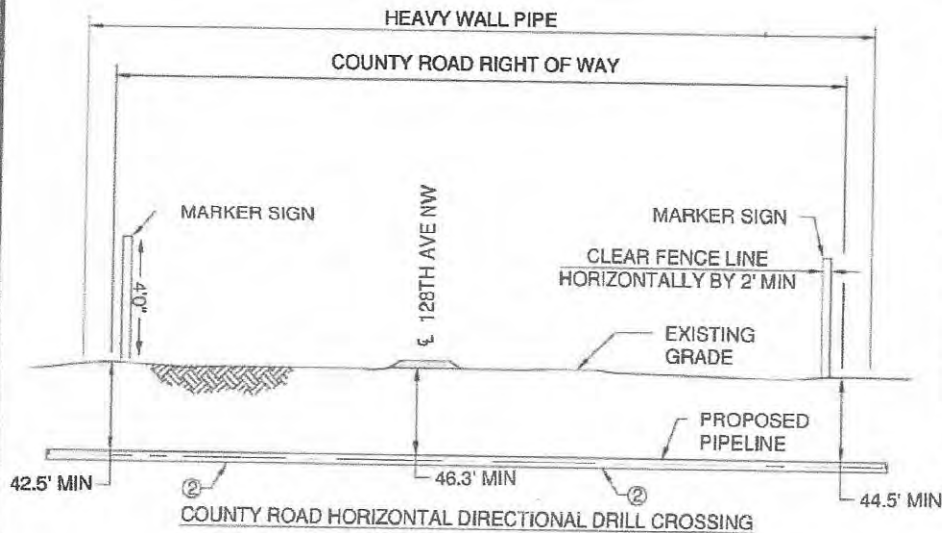 HEAVY WALL PIPE
COUNTY ROAD RIGHT OF WAY
MARKER SIGN
4'0"
℄ 128TH AVE NW
MARKER SIGN
CLEAR FENCE LINE
HORIZONTALLY BY 2' MIN
EXISTING
GRADE
PROPOSED
PIPELINE
42.5' MIN
②
46.3' MIN
②
44.5' MIN
COUNTY ROAD HORIZONTAL DIRECTIONAL DRILL CROSSING